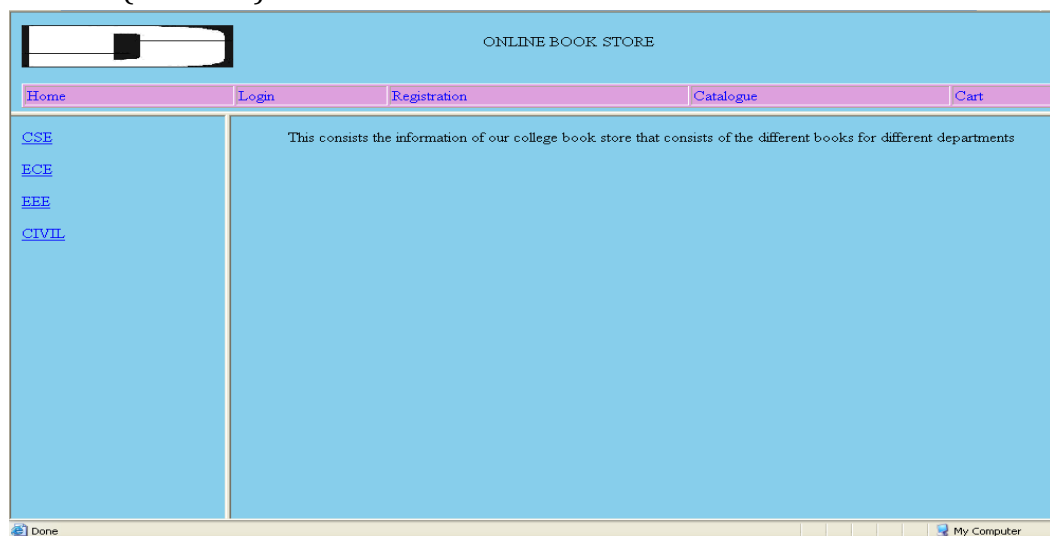 ONLINE BOOK STORE
Home Login Registration Catalogue Cart
CSE
This consists the information of our college book store that consists of the different books for different departments
ECE
EEE
CIVIL
Done My Computer